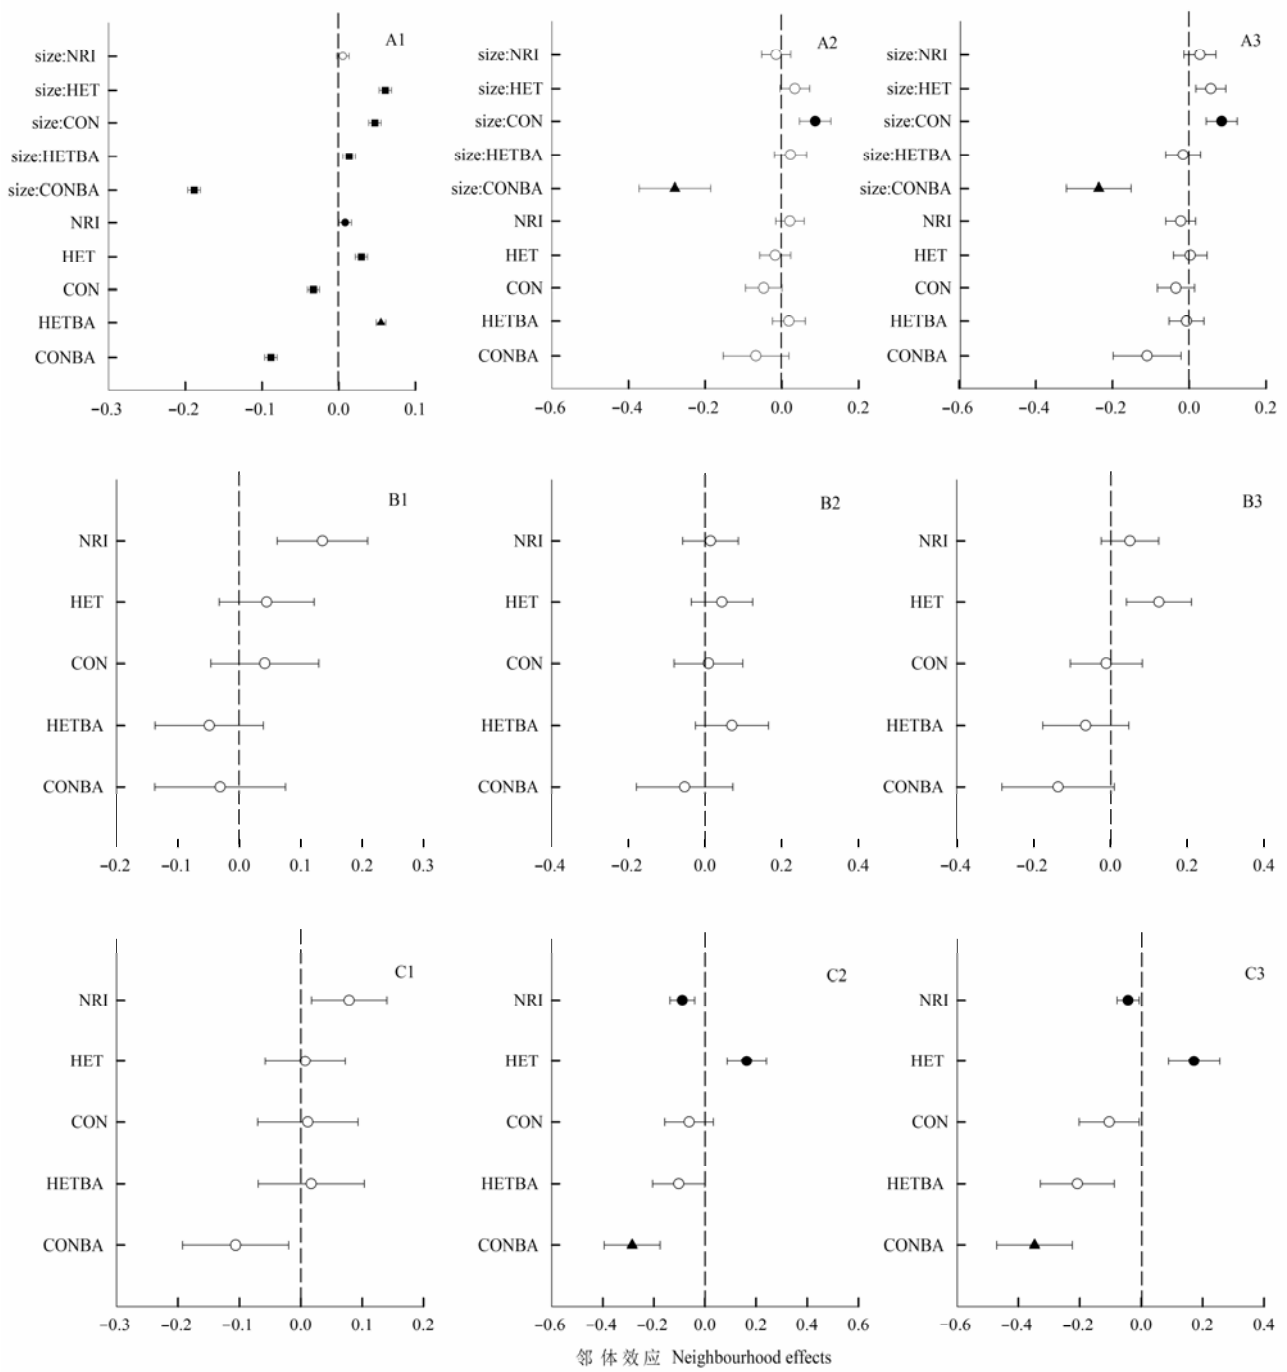 A1
size:NRI
size:HET
size:CON
size:HETBA
size:CONBA
NRI
HET
CON
HETBA
CONBA
−0.3 −0.2 −0.1 0.0 0.1
A2
size:NRI
size:HET
size:CON
size:HETBA
size:CONBA
NRI
HET
CON
HETBA
CONBA
−0.6 −0.4 −0.2 0.0 0.2
A3
size:NRI
size:HET
size:CON
size:HETBA
size:CONBA
NRI
HET
CON
HETBA
CONBA
−0.6 −0.4 −0.2 0.0 0.2
B1
NRI
HET
CON
HETBA
CONBA
−0.2 −0.1 0.0 0.1 0.2 0.3
B2
NRI
HET
CON
HETBA
CONBA
−0.4 −0.2 0.0 0.2 0.4
B3
NRI
HET
CON
HETBA
CONBA
−0.4 −0.2 0.0 0.2 0.4
C1
NRI
HET
CON
HETBA
CONBA
−0.3 −0.2 −0.1 0.0 0.1 0.2
C2
NRI
HET
CON
HETBA
CONBA
−0.6 −0.4 −0.2 0.0 0.2 0.4 0.6
C3
NRI
HET
CON
HETBA
CONBA
−0.6 −0.4 −0.2 0.0 0.2 0.4
邻体效应 Neighbourhood effects